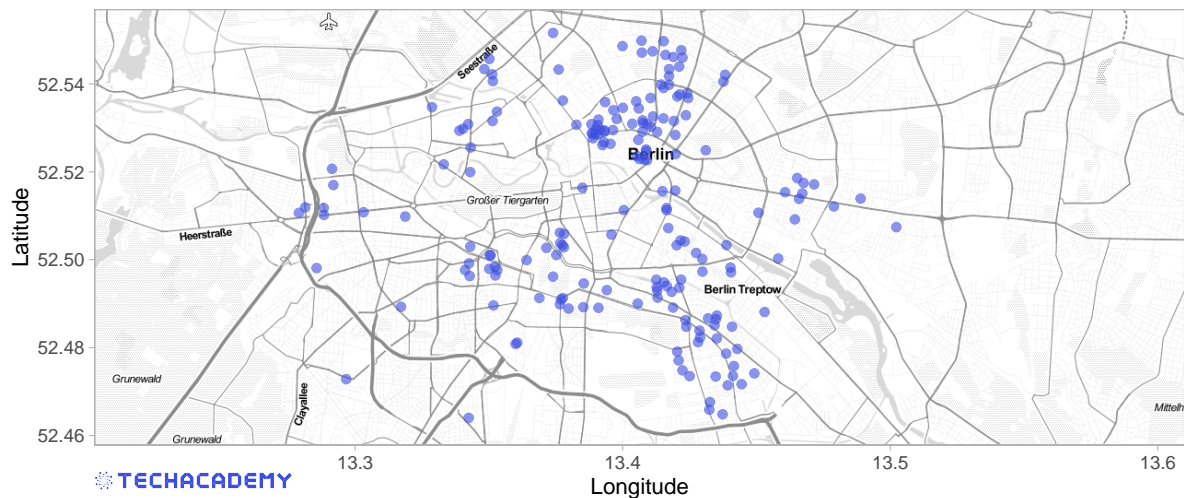 Seestraße
52.54
Berlin
52.52
Großer Tiergarten
Heerstraße
Latitude
52.50
Berlin Treptow
52.48
Grunewald
Clayallee
Mittelh
Grunewald
52.46
13.3
13.4
13.5
13.6
TECHACADEMY
Longitude